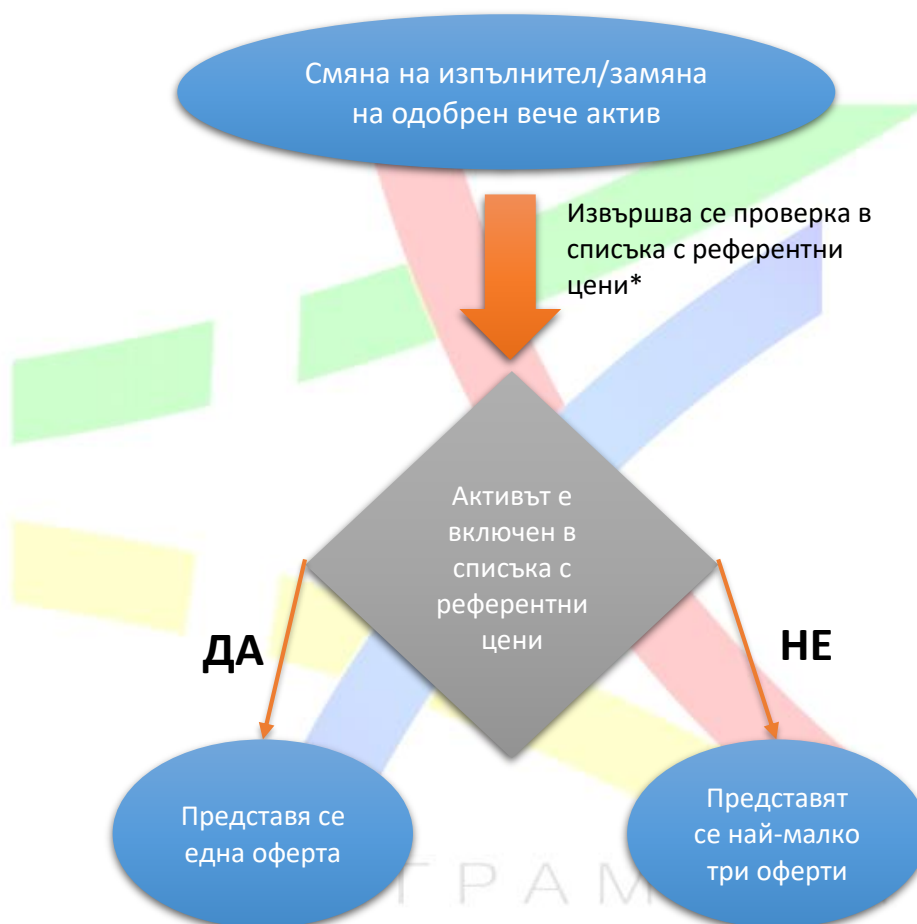 Смяна на изпълнител/замяна
на одобрен вече актив
Извършва се проверка в
списъка с референтни
цени*
Активът е
включен в
списъка с
референтни
цени
ДА
НЕ
Представя се
една оферта
Представят
се най-малко
три оферти